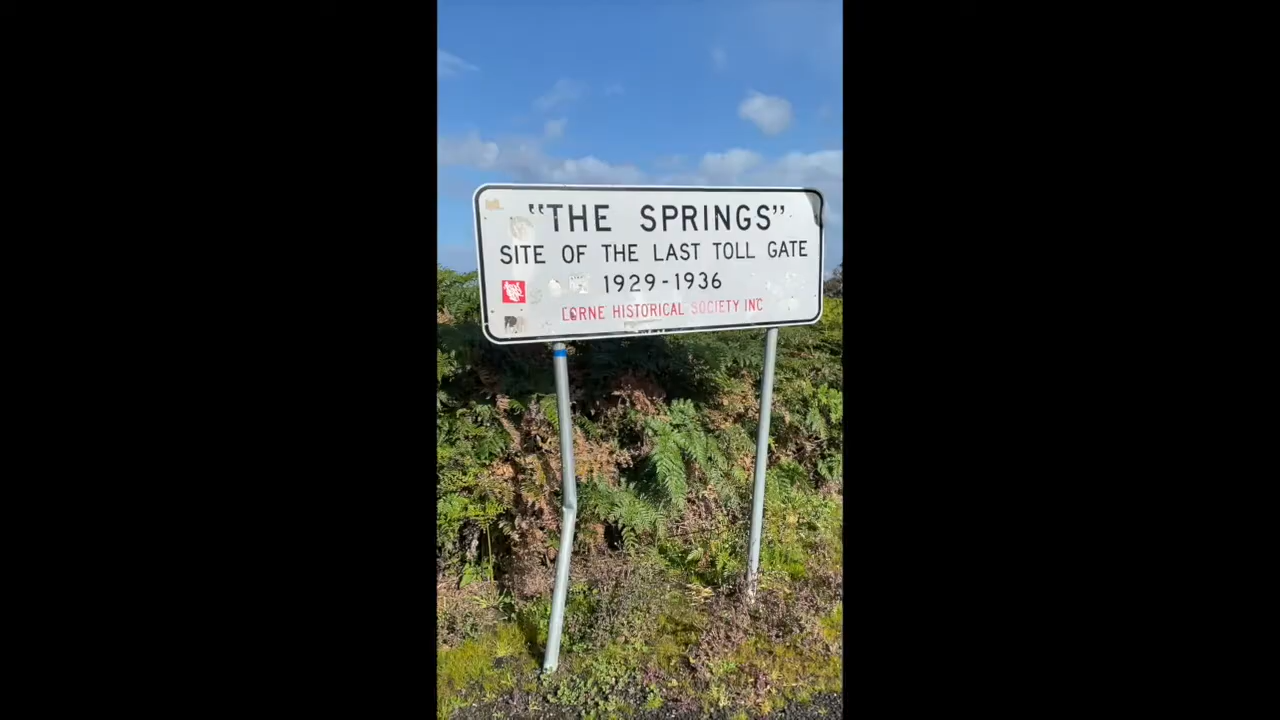 "THE SPRINGS"
SITE OF THE LAST TOLL GATE
1929-1936
LORNE HISTORICAL SOCIETY INC